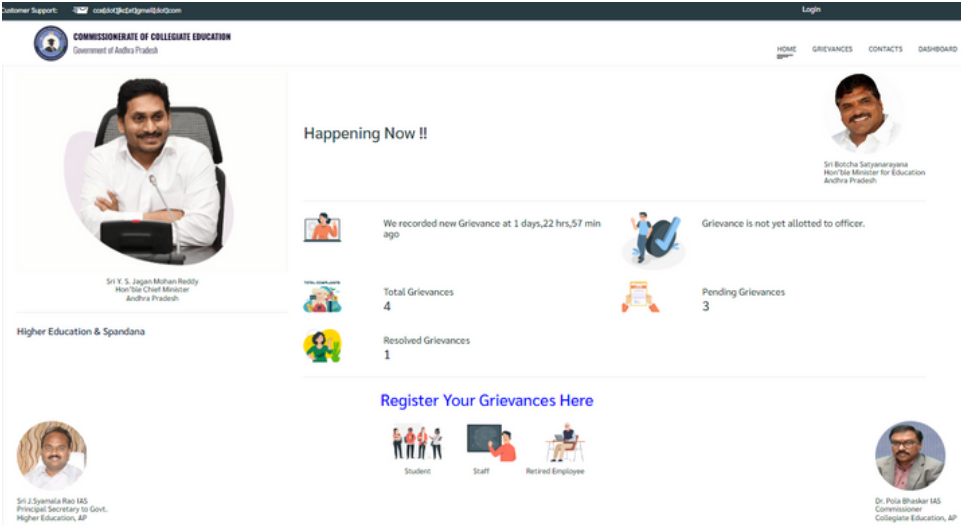 Customer Support:
cce[dot]jkc[at]gmail[dot]com
Login
COMMISSIONERATE OF COLLEGIATE EDUCATION
Government of Andhra Pradesh
HOME
GRIEVANCES
CONTACTS
DASHBOARD
Happening Now !!
Sri Botcha Satyanarayana
Hon'ble Minister for Education
Andhra Pradesh
We recorded new Grievance at 1 days,22 hrs,57 min
ago
Grievance is not yet allotted to officer.
Sri Y. S. Jagan Mohan Reddy
Hon'ble Chief Minister
Andhra Pradesh
TOTAL COMPLAINTS
Total Grievances
4
Pending Grievances
3
Higher Education & Spandana
Resolved Grievances
1
Register Your Grievances Here
Student
Staff
Retired Employee
Sri J.Syamala Rao IAS
Principal Secretary to Govt.
Higher Education, AP
Dr. Pola Bhaskar IAS
Commissioner
Collegiate Education, AP